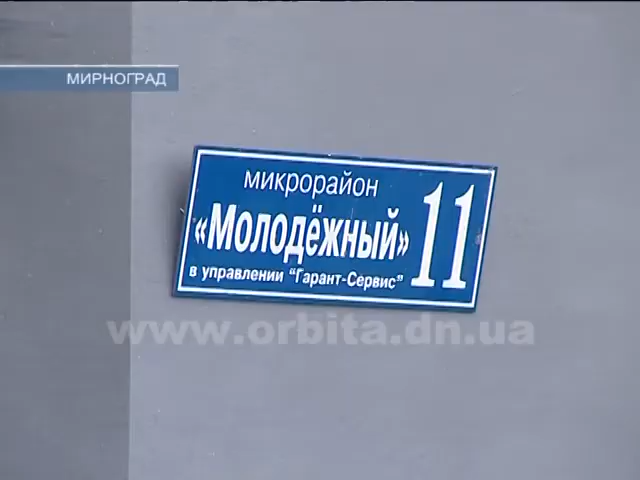 МИРНОГРАД
микрорайон
«Молодёжный» 11
в управлении "Гарант-Сервис"
www.orbita.dn.ua